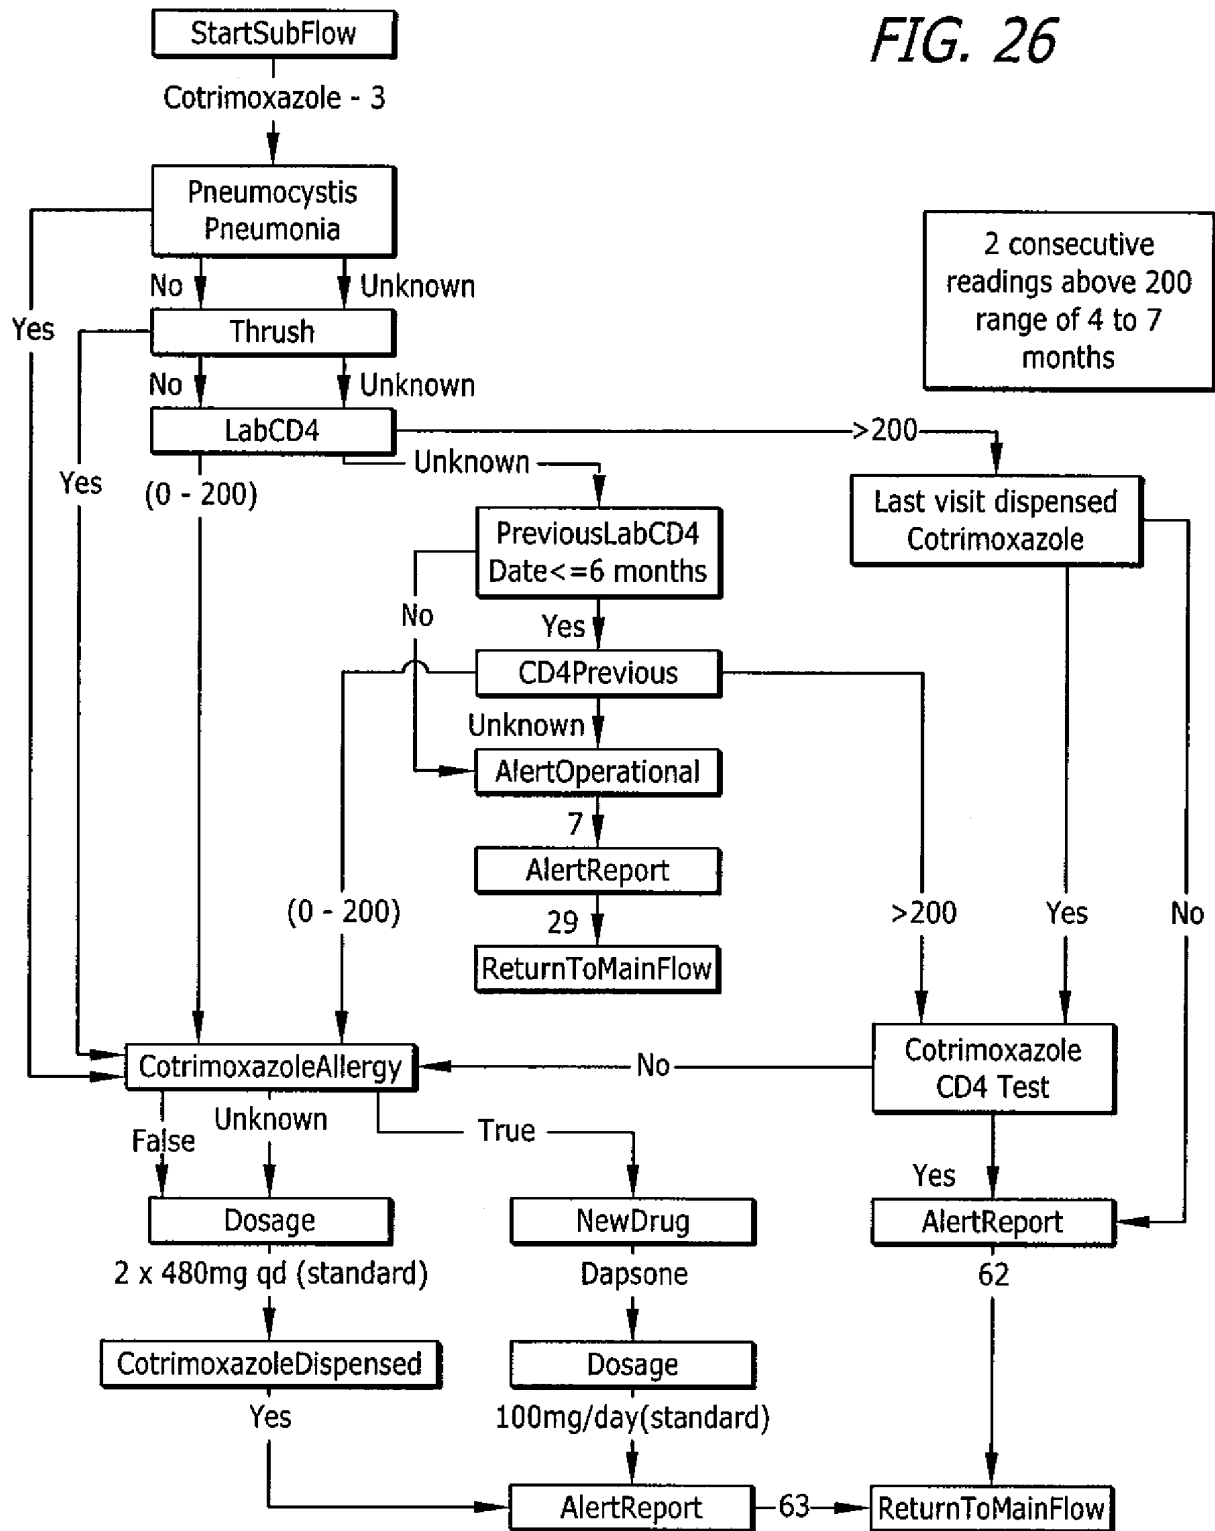 FIG. 26
StartSubFlow
Cotrimoxazole - 3
Pneumocystis
Pneumonia
No
Unknown
Yes
Thrush
2 consecutive
readings above 200
range of 4 to 7
months
No
Unknown
LabCD4
>200
Unknown
Yes
(0 - 200)
Last visit dispensed
Cotrimoxazole
PreviousLabCD4
Date<=6 months
No
Yes
CD4Previous
Unknown
AlertOperational
7
AlertReport
(0 - 200)
29
>200
Yes
No
ReturnToMainFlow
CotrimoxazoleAllergy
No
Cotrimoxazole
CD4 Test
False
Unknown
True
Yes
Dosage
NewDrug
AlertReport
2 x 480mg qd (standard)
Dapsone
62
CotrimoxazoleDispensed
Dosage
Yes
100mg/day(standard)
AlertReport
63
ReturnToMainFlow